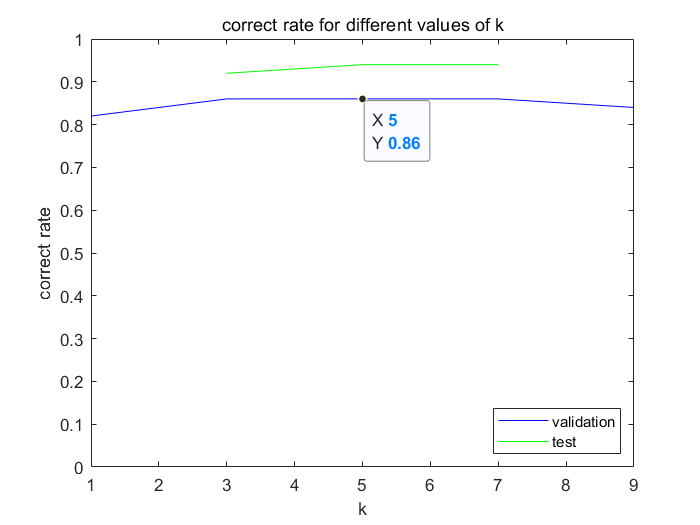 correct rate for different values of k
1
0.9
0.8
0.7
0.6
0.5
0.4
0.3
0.2
0.1
0
correct rate
X 5
Y 0.86
validation
test
1 2 3 4 5 6 7 8 9
k